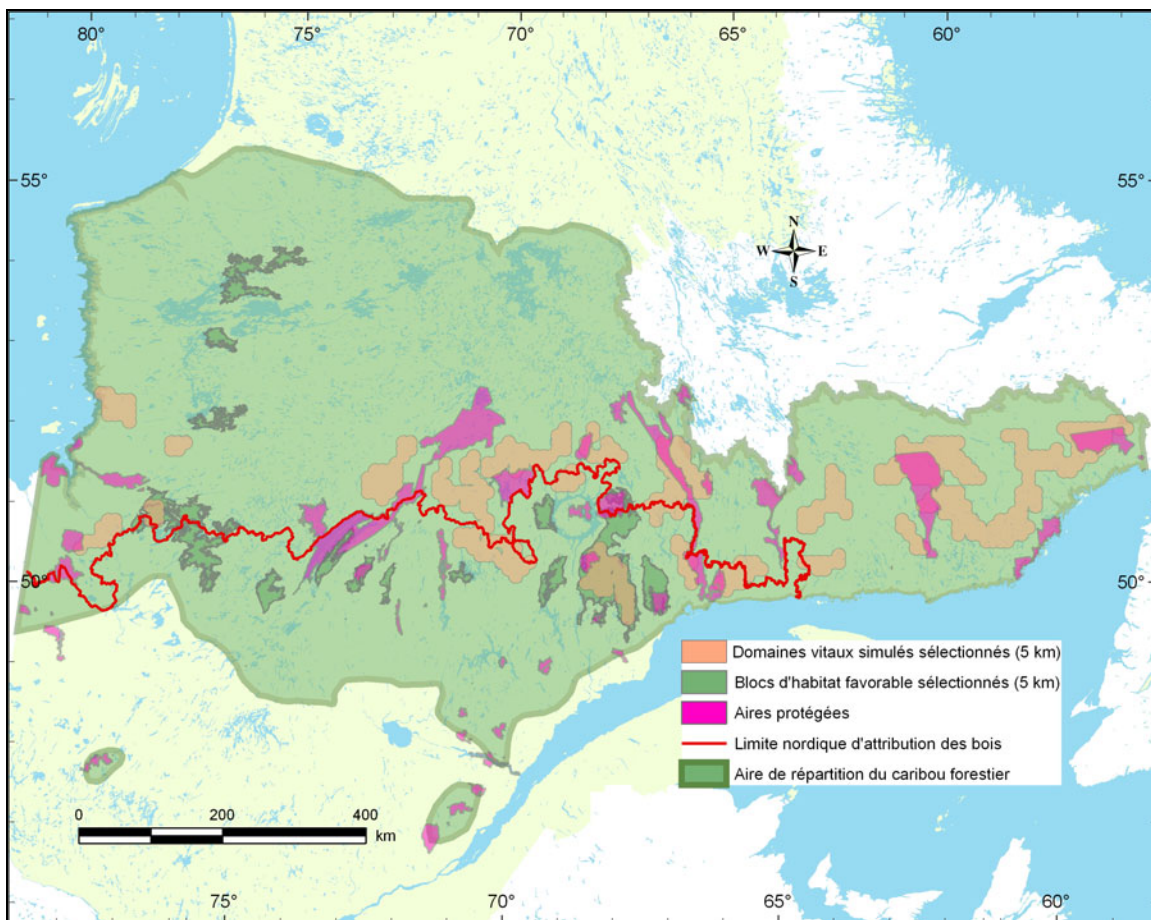 80° 75° 70° 65° 60°
55° 55°
N
W E
S
50° 50°
Domaines vitaux simulés sélectionnés (5 km)
Blocs d'habitat favorable sélectionnés (5 km)
Aires protégées
Limite nordique d'attribution des bois
Aire de répartition du caribou forestier
0 200 400
km
75° 70° 65° 60°